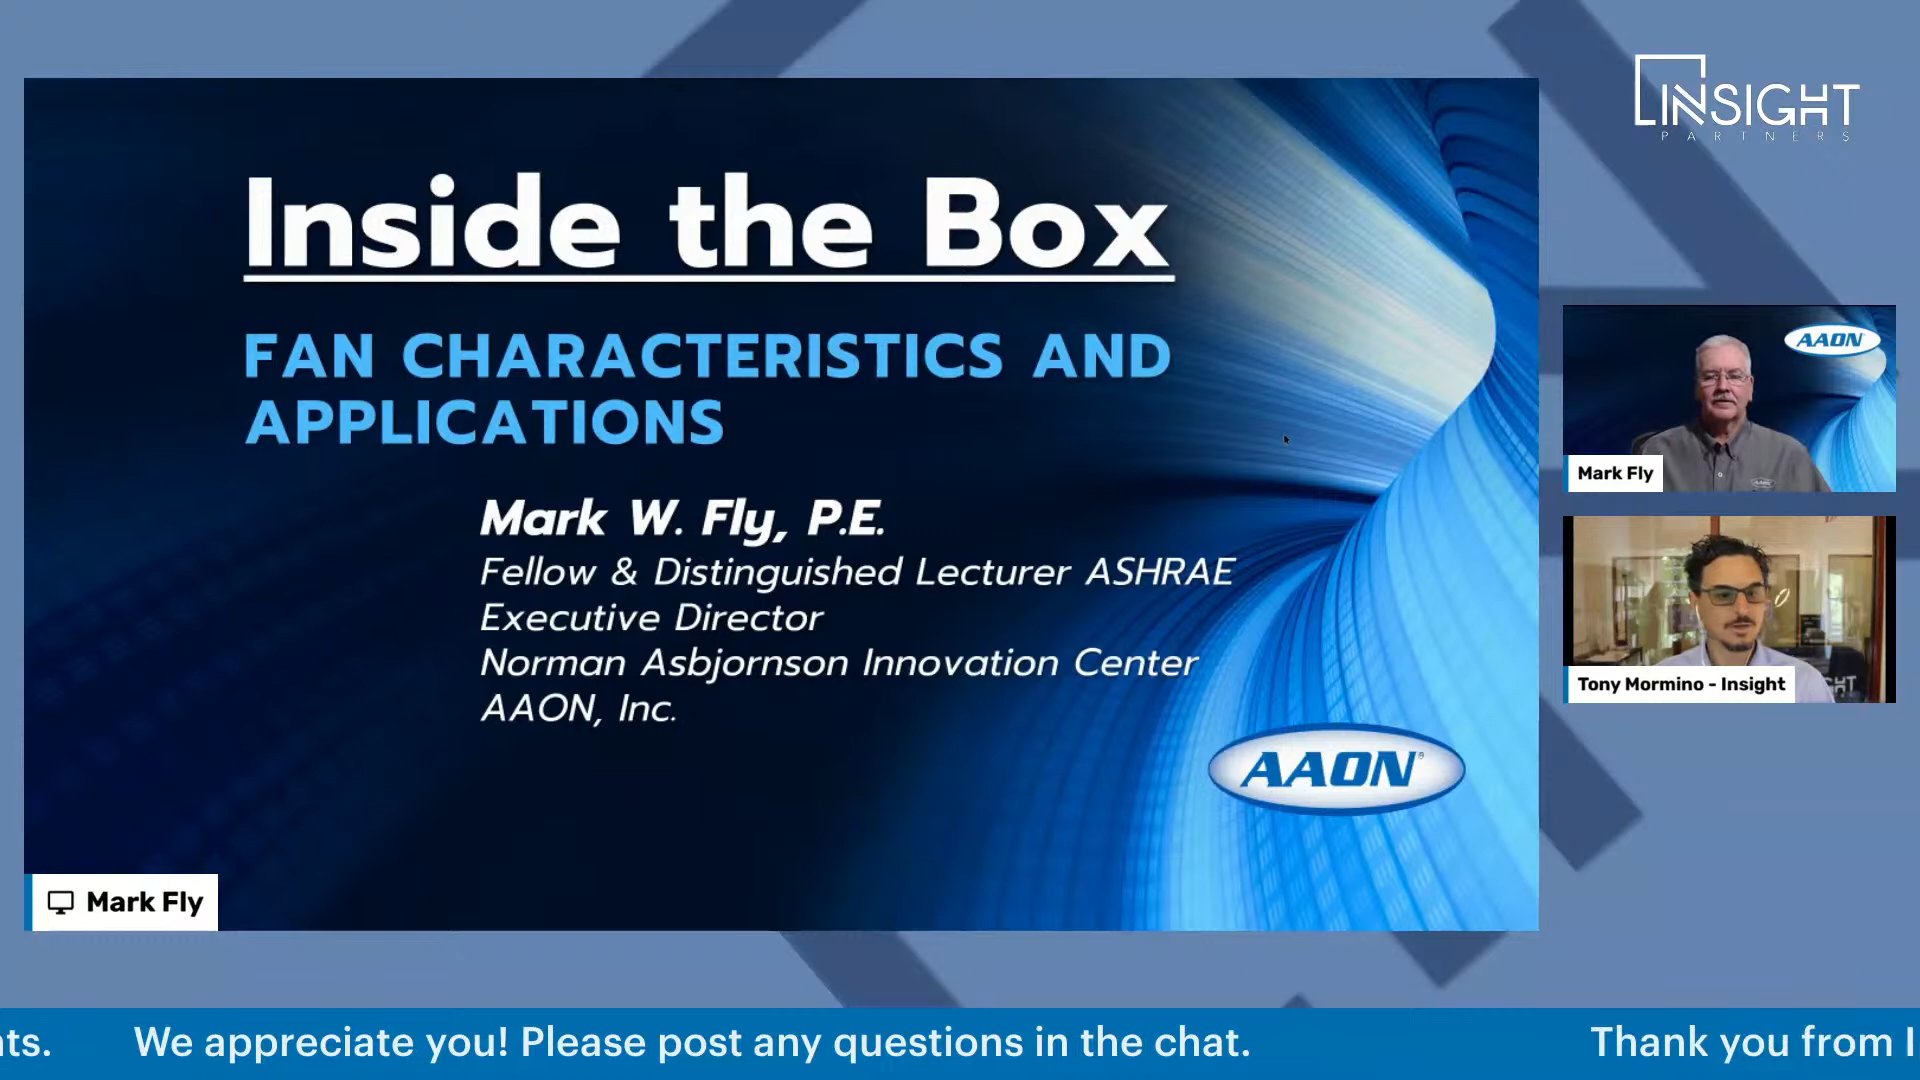 INSIGHT
PARTNERS
Inside the Box
FAN CHARACTERISTICS AND
APPLICATIONS
Mark W. Fly, P.E.
Fellow & Distinguished Lecturer ASHRAE
Executive Director
Norman Asbjornson Innovation Center
AAON, Inc.
AAON®
Mark Fly
AAON
Mark Fly
Tony Mormino - Insight
nts. We appreciate you! Please post any questions in the chat. Thank you from I